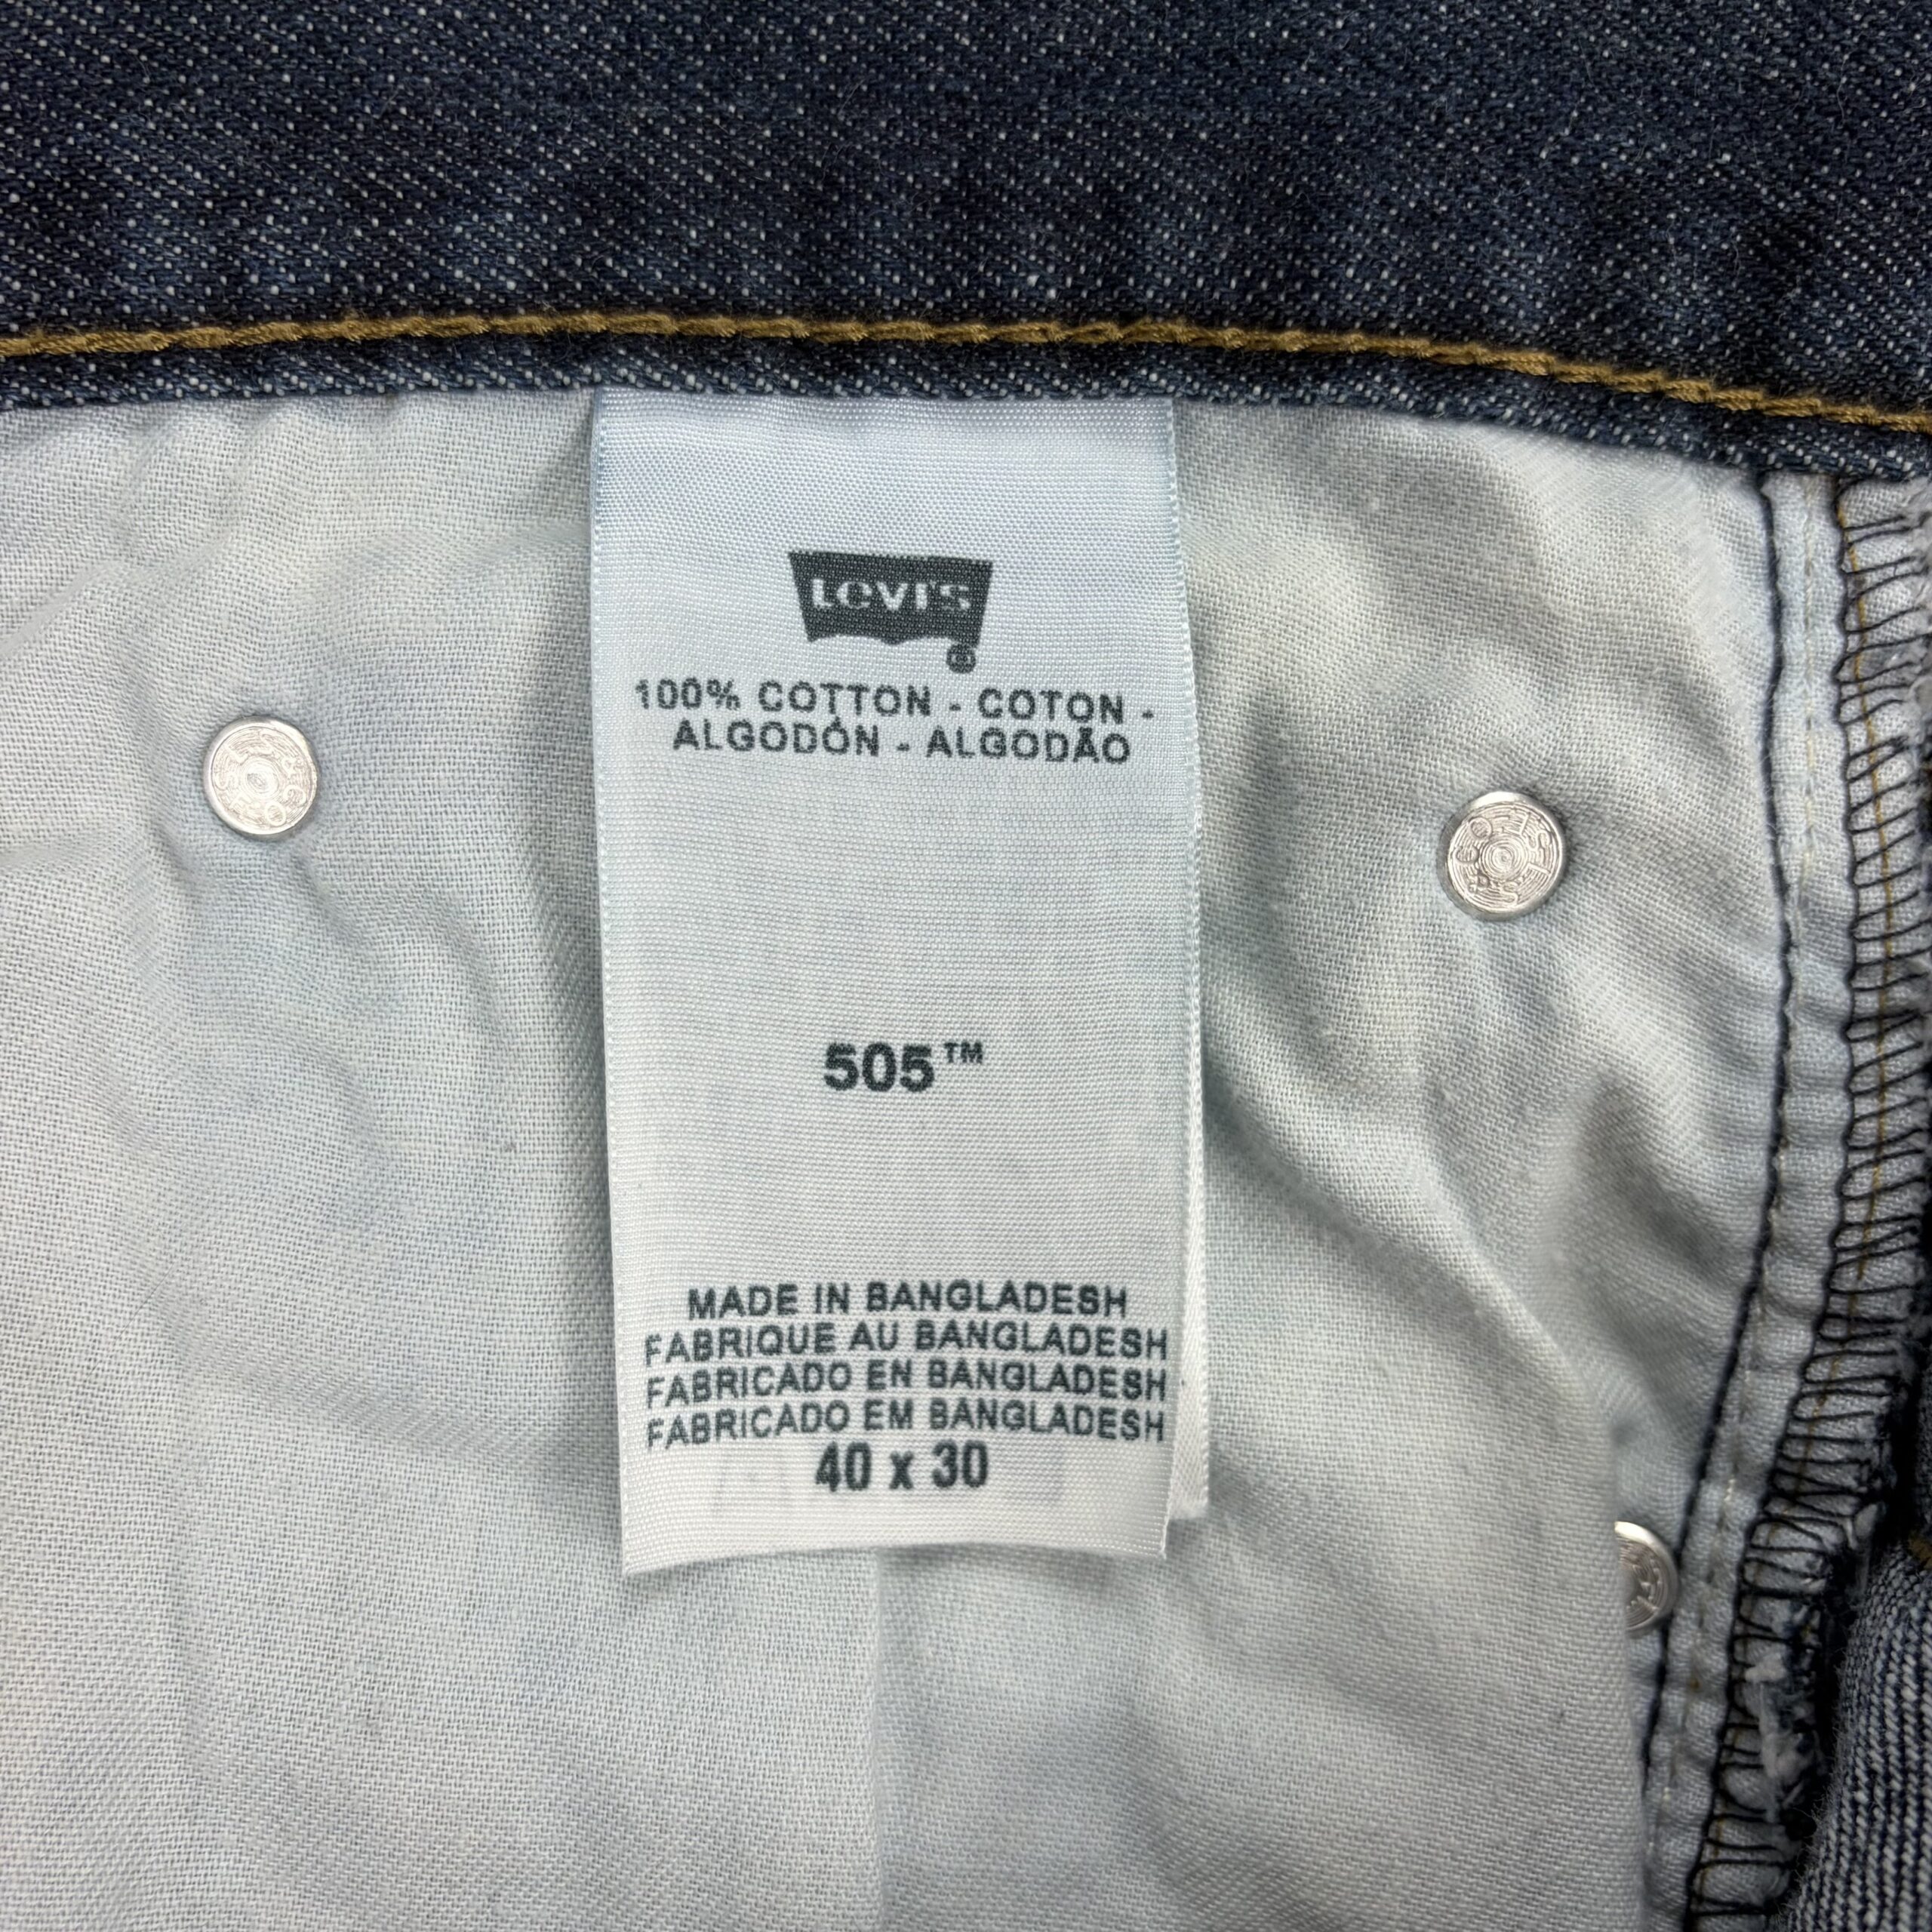 Levi's
®
100% COTTON - COTON -
ALGODÓN - ALGODÃO
505™
MADE IN BANGLADESH
FABRIQUE AU BANGLADESH
FABRICADO EN BANGLADESH
FABRICADO EM BANGLADESH
40 x 30